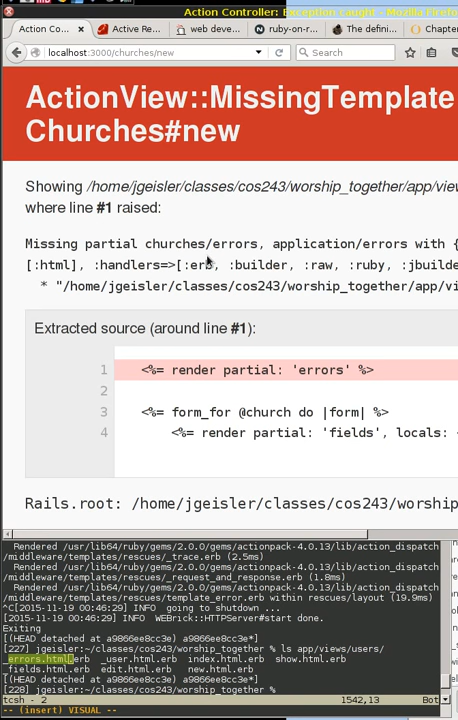 Action Controller: Exception caught - Mozilla Firefo
Action Co...
Active Re...
web deve...
ruby-on-r...
The defini...
Chapter
localhost:3000/churches/new
Search
ActionView::MissingTemplate
Churches#new
Showing /home/jgeisler/classes/cos243/worship_together/app/view
where line #1 raised:
Missing partial churches/errors, application/errors with {
[:html], :handlers=>[:erb, :builder, :raw, :ruby, :jbuilde
* "/home/jgeisler/classes/cos243/worship_together/app/vi
Extracted source (around line #1):
1 <%= render partial: 'errors' %>
2
3 <%= form_for @church do |form| %>
4 <%= render partial: 'fields', locals:
Rails.root: /home/jgeisler/classes/cos243/worship
Rendered /usr/lib64/ruby/gems/2.0.0/gems/actionpack-4.0.13/lib/action_dispatch
/middleware/templates/rescues/_trace.erb (2.5ms)
Rendered /usr/lib64/ruby/gems/2.0.0/gems/actionpack-4.0.13/lib/action_dispatch
/middleware/templates/rescues/_request_and_response.erb (1.8ms)
Rendered /usr/lib64/ruby/gems/2.0.0/gems/actionpack-4.0.13/lib/action_dispatch
/middleware/templates/rescues/template_error.erb within rescues/layout (19.9ms)
^C[2015-11-19 00:46:29] INFO going to shutdown ...
[2015-11-19 00:46:29] INFO WEBrick::HTTPServer#start done.
Exiting
[(HEAD detached at a9866ee8cc3e) a9866ee8cc3e*]
[227] jgeisler:~/classes/cos243/worship_together % ls app/views/users/
_errors.html.erb _user.html.erb index.html.erb show.html.erb
_fields.html.erb edit.html.erb new.html.erb
[(HEAD detached at a9866ee8cc3e) a9866ee8cc3e*]
[228] jgeisler:~/classes/cos243/worship_together %
tcsh - 2 1542,13 Bot
-- (insert) VISUAL --